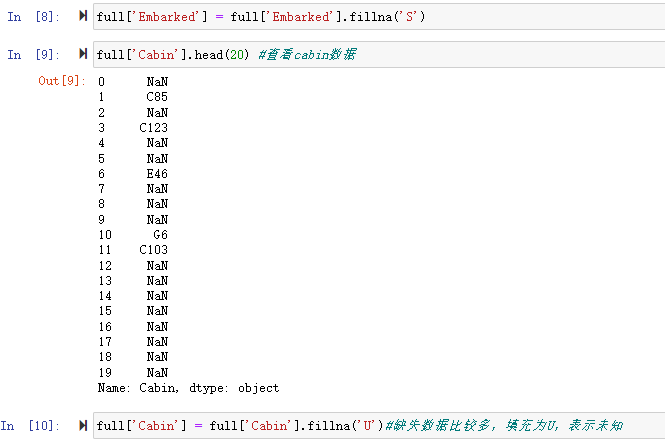 In [8]: full['Embarked'] = full['Embarked'].fillna('S')
In [9]: full['Cabin'].head(20) #查看cabin数据
Out[9]: 0 NaN
1 C85
2 NaN
3 C123
4 NaN
5 NaN
6 E46
7 NaN
8 NaN
9 NaN
10 G6
11 C103
12 NaN
13 NaN
14 NaN
15 NaN
16 NaN
17 NaN
18 NaN
19 NaN
Name: Cabin, dtype: object
In [10]: full['Cabin'] = full['Cabin'].fillna('U')#缺失数据比较多，填充为U，表示未知